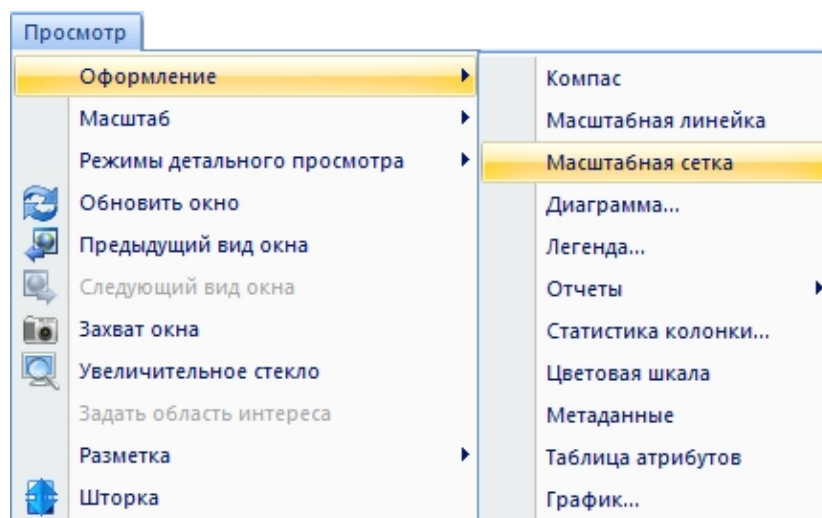 Просмотр
Оформление
Масштаб
Режимы детального просмотра
Обновить окно
Предыдущий вид окна
Следующий вид окна
Захват окна
Увеличительное стекло
Задать область интереса
Разметка
Шторка
Компас
Масштабная линейка
Масштабная сетка
Диаграмма...
Легенда...
Отчеты
Статистика колонки...
Цветовая шкала
Метаданные
Таблица атрибутов
График...